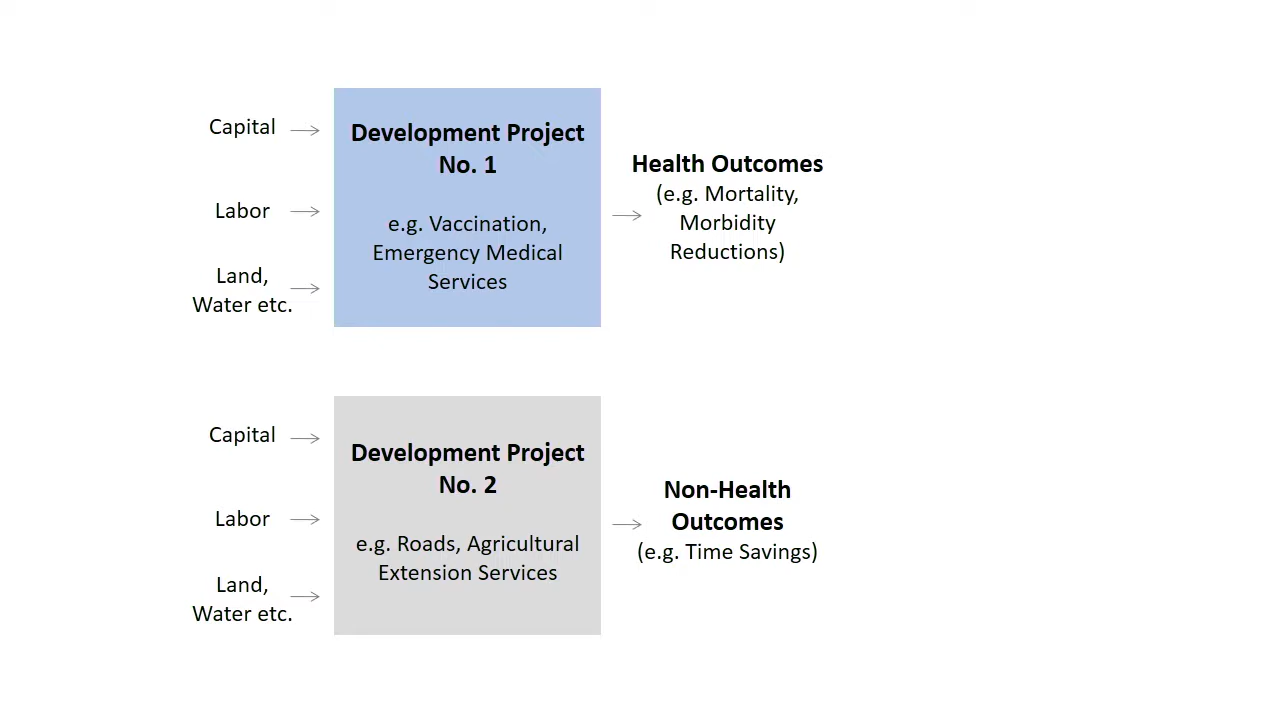 Capital
Labor
Land,
Water etc.
Development Project
No. 1
e.g. Vaccination,
Emergency Medical
Services
Health Outcomes
(e.g. Mortality,
Morbidity
Reductions)
Capital
Labor
Land,
Water etc.
Development Project
No. 2
e.g. Roads, Agricultural
Extension Services
Non-Health
Outcomes
(e.g. Time Savings)